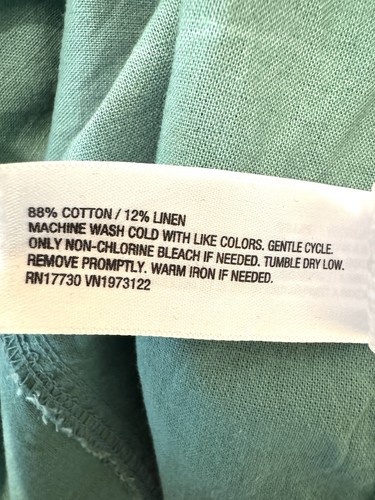 88% COTTON / 12% LINEN
MACHINE WASH COLD WITH LIKE COLORS. GENTLE CYCLE.
ONLY NON-CHLORINE BLEACH IF NEEDED. TUMBLE DRY LOW.
REMOVE PROMPTLY. WARM IRON IF NEEDED.
RN17730 VN1973122